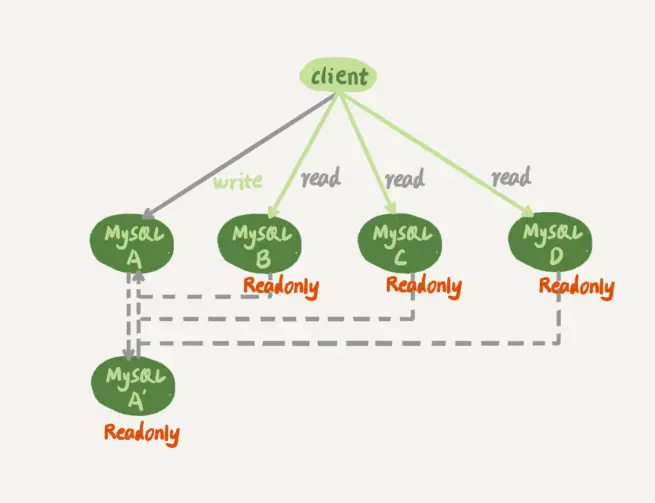 client
write
read
read
read
MySQL
A
MySQL
B
MySQL
C
MySQL
D
Readonly
Readonly
Readonly
MySQL
A'
Readonly